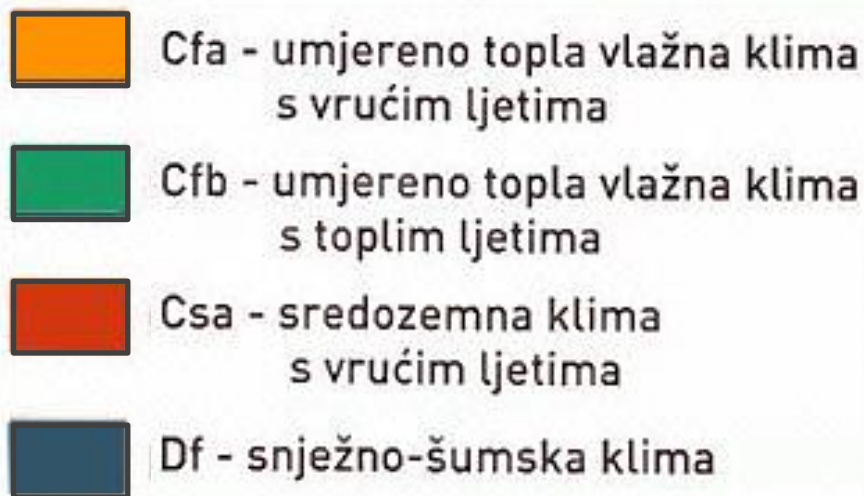 Cfa - umjereno topla vlažna klima
s vrućim ljetima
Cfb - umjereno topla vlažna klima
s toplim ljetima
Csa - sredozemna klima
s vrućim ljetima
Df - snježno-šumska klima